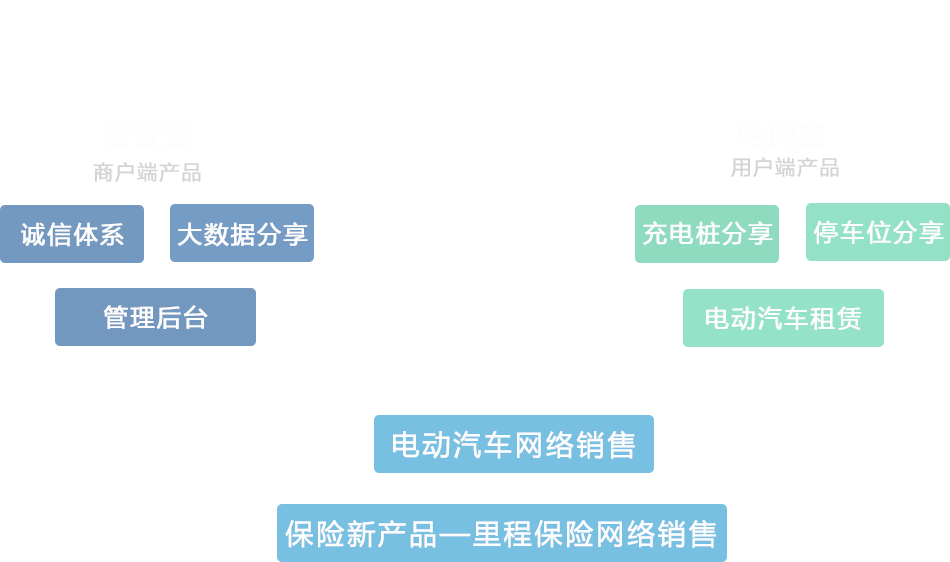 商户端产品
用户端产品
诚信体系
大数据分享
充电桩分享
停车位分享
管理后台
电动汽车租赁
电动汽车网络销售
保险新产品—里程保险网络销售